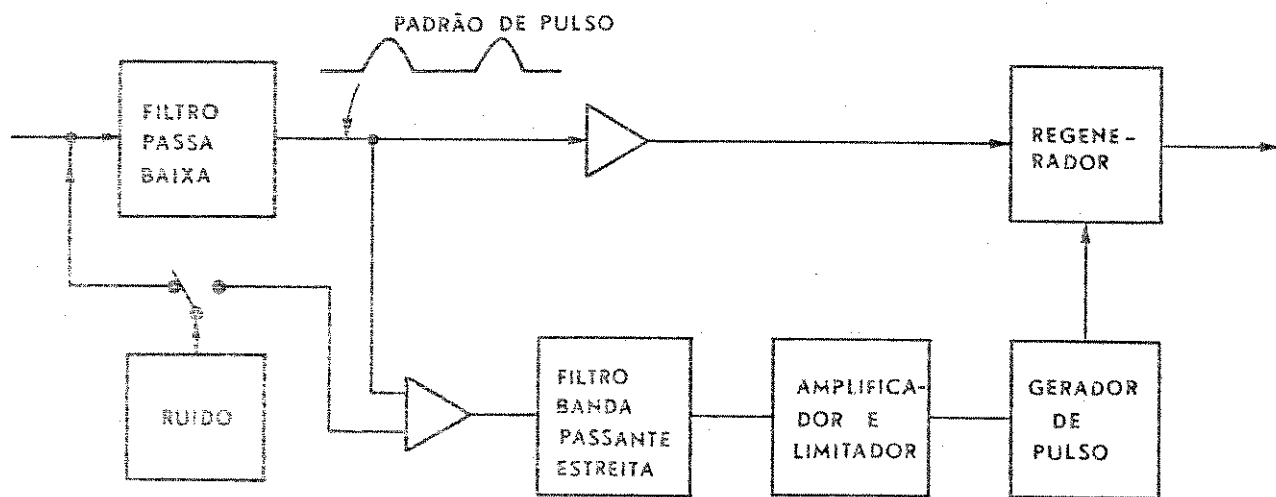 PADRÃO DE PULSO
FILTRO
PASSA
BAIXA
REGENE-
RADOR
RUIDO
FILTRO
BANDA
PASSANTE
ESTREITA
AMPLIFICA-
DOR E
LIMITADOR
GERADOR
DE
PULSO